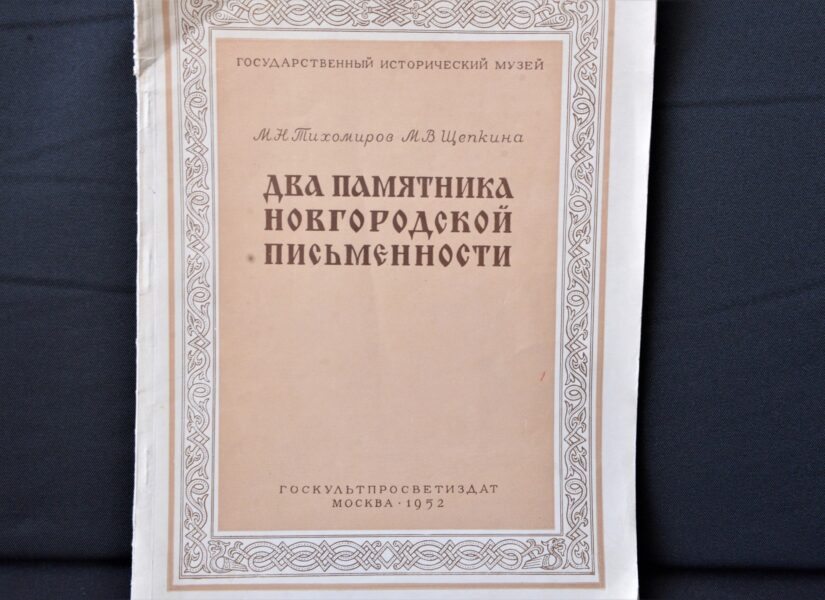 ГОСУДАРСТВЕННЫЙ ИСТОРИЧЕСКИЙ МУЗЕЙ
М Н Тихомиров М В Щепкина
ДВА ПАМЯТНИКА
НОВГОРОДСКОЙ
ПИСЬМЕННОСТИ
ГОСКУЛЬТПРОСВЕТИЗДАТ
МОСКВА · 1952